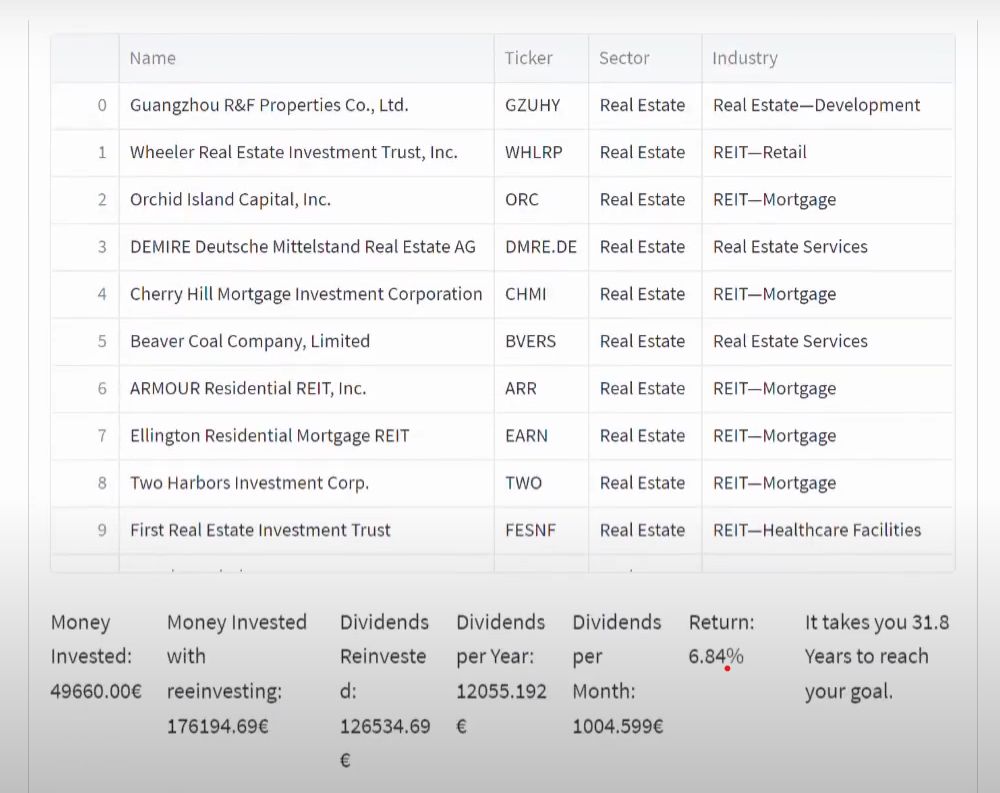 Name Ticker Sector Industry
0 Guangzhou R&F Properties Co., Ltd. GZUHY Real Estate Real Estate—Development
1 Wheeler Real Estate Investment Trust, Inc. WHLRP Real Estate REIT—Retail
2 Orchid Island Capital, Inc. ORC Real Estate REIT—Mortgage
3 DEMIRE Deutsche Mittelstand Real Estate AG DMRE.DE Real Estate Real Estate Services
4 Cherry Hill Mortgage Investment Corporation CHMI Real Estate REIT—Mortgage
5 Beaver Coal Company, Limited BVERS Real Estate Real Estate Services
6 ARMOUR Residential REIT, Inc. ARR Real Estate REIT—Mortgage
7 Ellington Residential Mortgage REIT EARN Real Estate REIT—Mortgage
8 Two Harbors Investment Corp. TWO Real Estate REIT—Mortgage
9 First Real Estate Investment Trust FESNF Real Estate REIT—Healthcare Facilities
Money
Invested:
49660.00€
Money Invested
with
reeinvesting:
176194.69€
Dividends
Reinveste
d:
126534.69
€
Dividends
per Year:
12055.192
€
Dividends
per
Month:
1004.599€
Return:
6.84%
It takes you 31.8
Years to reach
your goal.